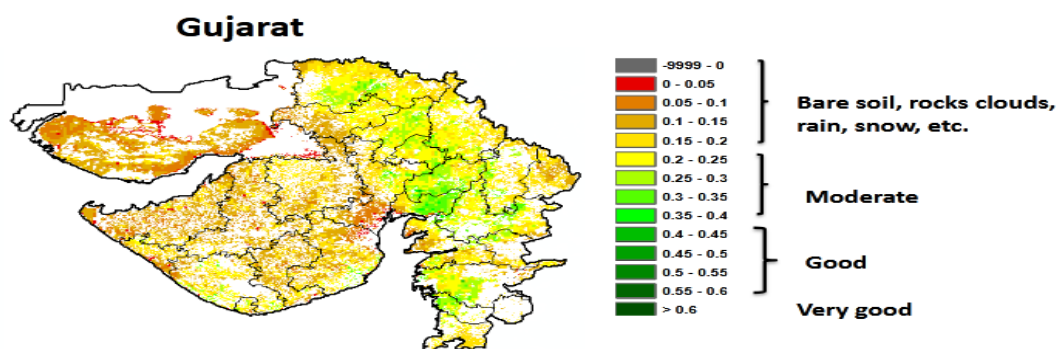 Gujarat
-9999 - 0
0 - 0.05
0.05 - 0.1
0.1 - 0.15
0.15 - 0.2
0.2 - 0.25
0.25 - 0.3
0.3 - 0.35
0.35 - 0.4
0.4 - 0.45
0.45 - 0.5
0.5 - 0.55
0.55 - 0.6
> 0.6
Bare soil, rocks clouds,
rain, snow, etc.
Moderate
Good
Very good